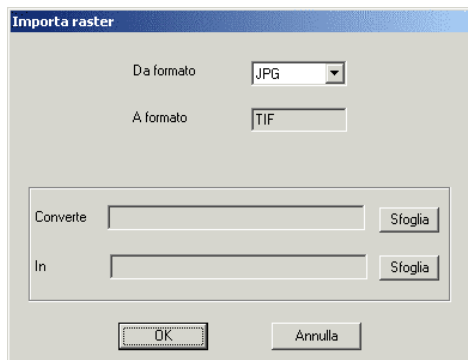 Importa raster
Da formato JPG
A formato TIF
Converte Sfoglia
In Sfoglia
OK Annulla